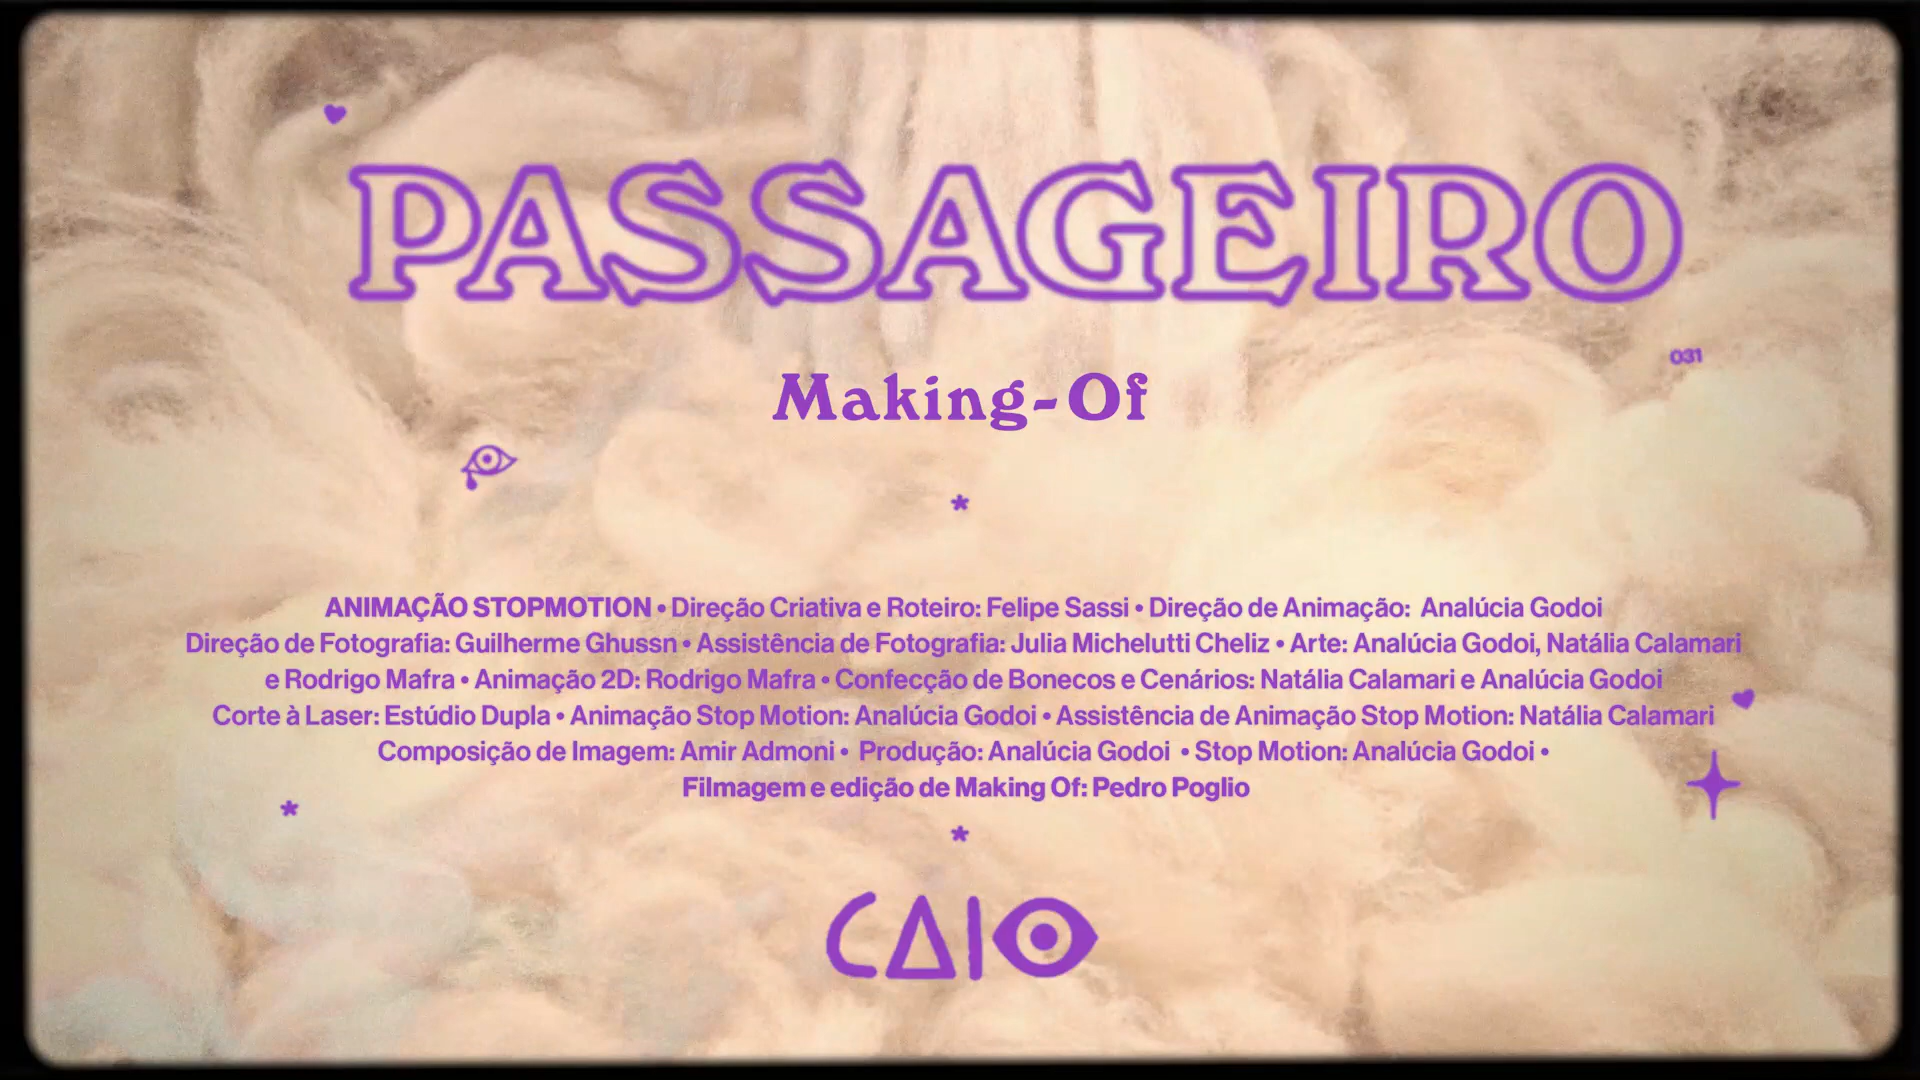 PASSAGEIRO
031
Making-Of
*
ANIMAÇÃO STOPMOTION • Direção Criativa e Roteiro: Felipe Sassi • Direção de Animação: Analúcia Godoi
Direção de Fotografia: Guilherme Ghussn • Assistência de Fotografia: Julia Michelutti Cheliz • Arte: Analúcia Godoi, Natália Calamari
e Rodrigo Mafra • Animação 2D: Rodrigo Mafra • Confecção de Bonecos e Cenários: Natália Calamari e Analúcia Godoi
Corte à Laser: Estúdio Dupla • Animação Stop Motion: Analúcia Godoi • Assistência de Animação Stop Motion: Natália Calamari
Composição de Imagem: Amir Admoni • Produção: Analúcia Godoi • Stop Motion: Analúcia Godoi •
Filmagem e edição de Making Of: Pedro Poglio
*
*
CAIO